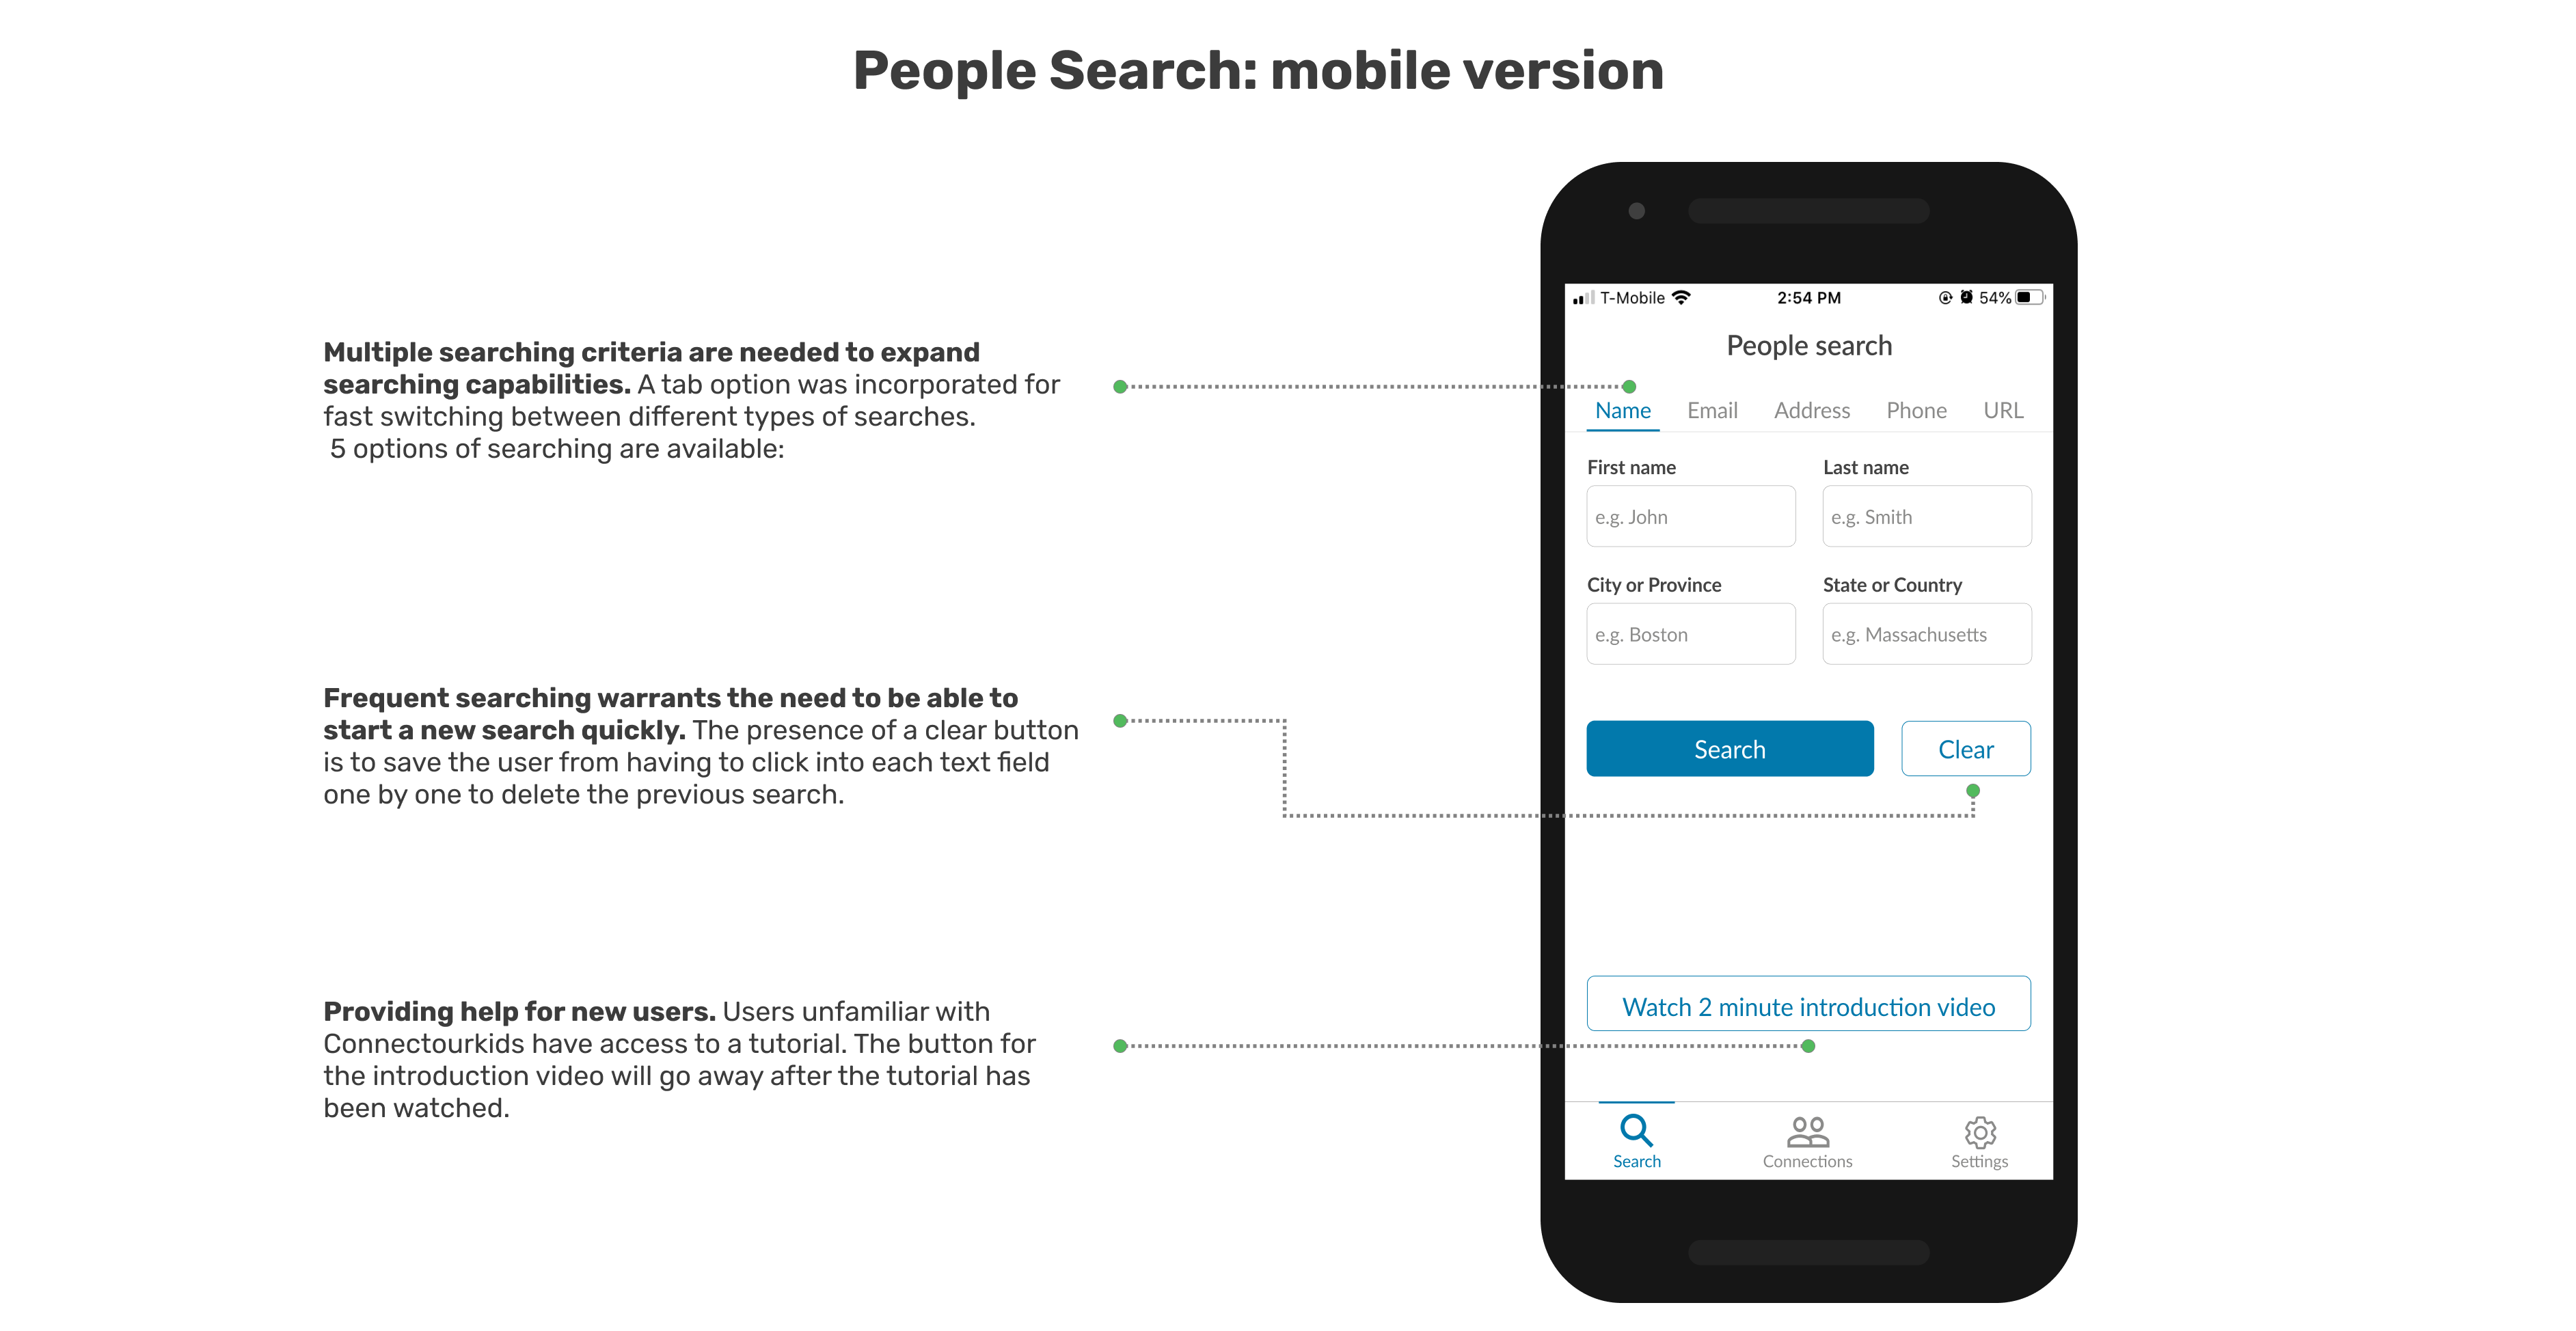 People Search: mobile version
Multiple searching criteria are needed to expand
searching capabilities. A tab option was incorporated for
fast switching between different types of searches.
5 options of searching are available:
Frequent searching warrants the need to be able to
start a new search quickly. The presence of a clear button
is to save the user from having to click into each text field
one by one to delete the previous search.
Providing help for new users. Users unfamiliar with
Connectourkids have access to a tutorial. The button for
the introduction video will go away after the tutorial has
been watched.
T-Mobile 2:54 PM 54%
People search
Name Email Address Phone URL
First name Last name
e.g. John e.g. Smith
City or Province State or Country
e.g. Boston e.g. Massachusetts
Search Clear
Watch 2 minute introduction video
Search Connections Settings